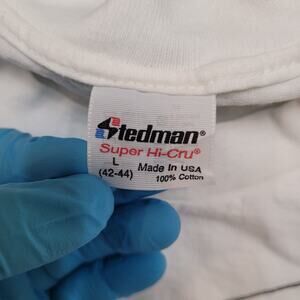 Stedman®
Super Hi-Cru®
L Made In USA
(42-44) 100% Cotton